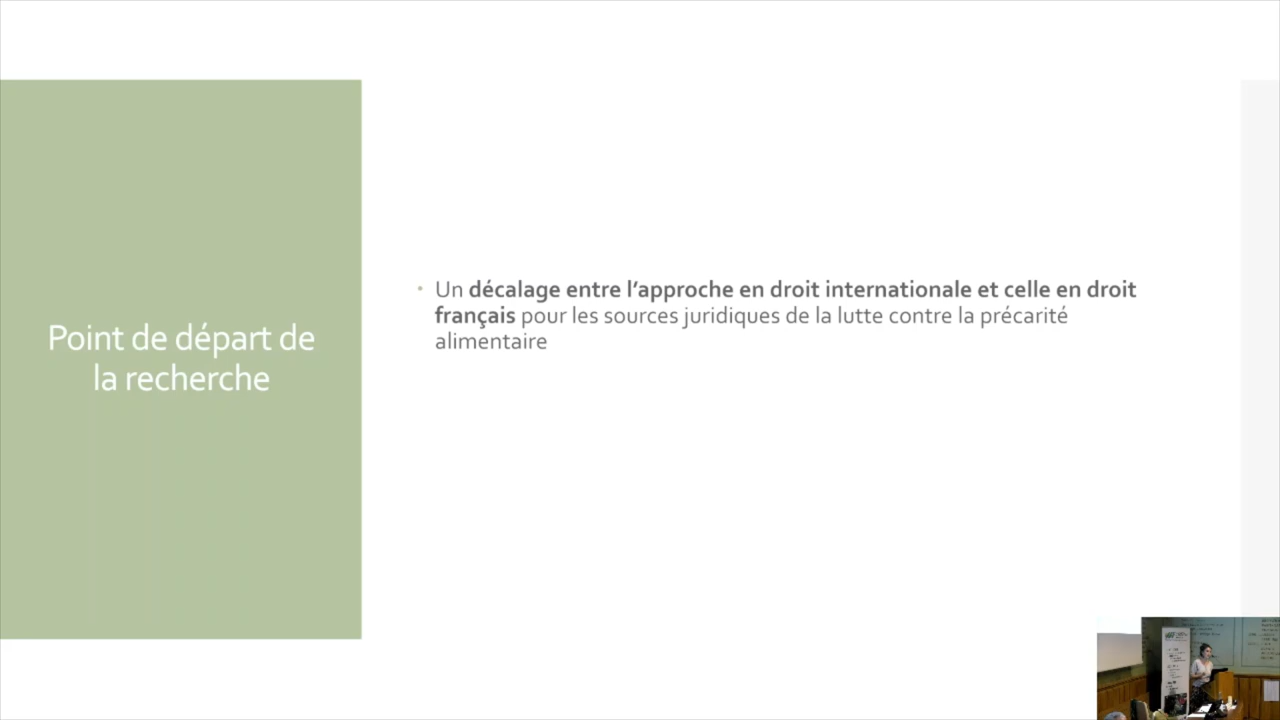 Point de départ de
la recherche
• Un décalage entre l’approche en droit internationale et celle en droit
français pour les sources juridiques de la lutte contre la précarité
alimentaire